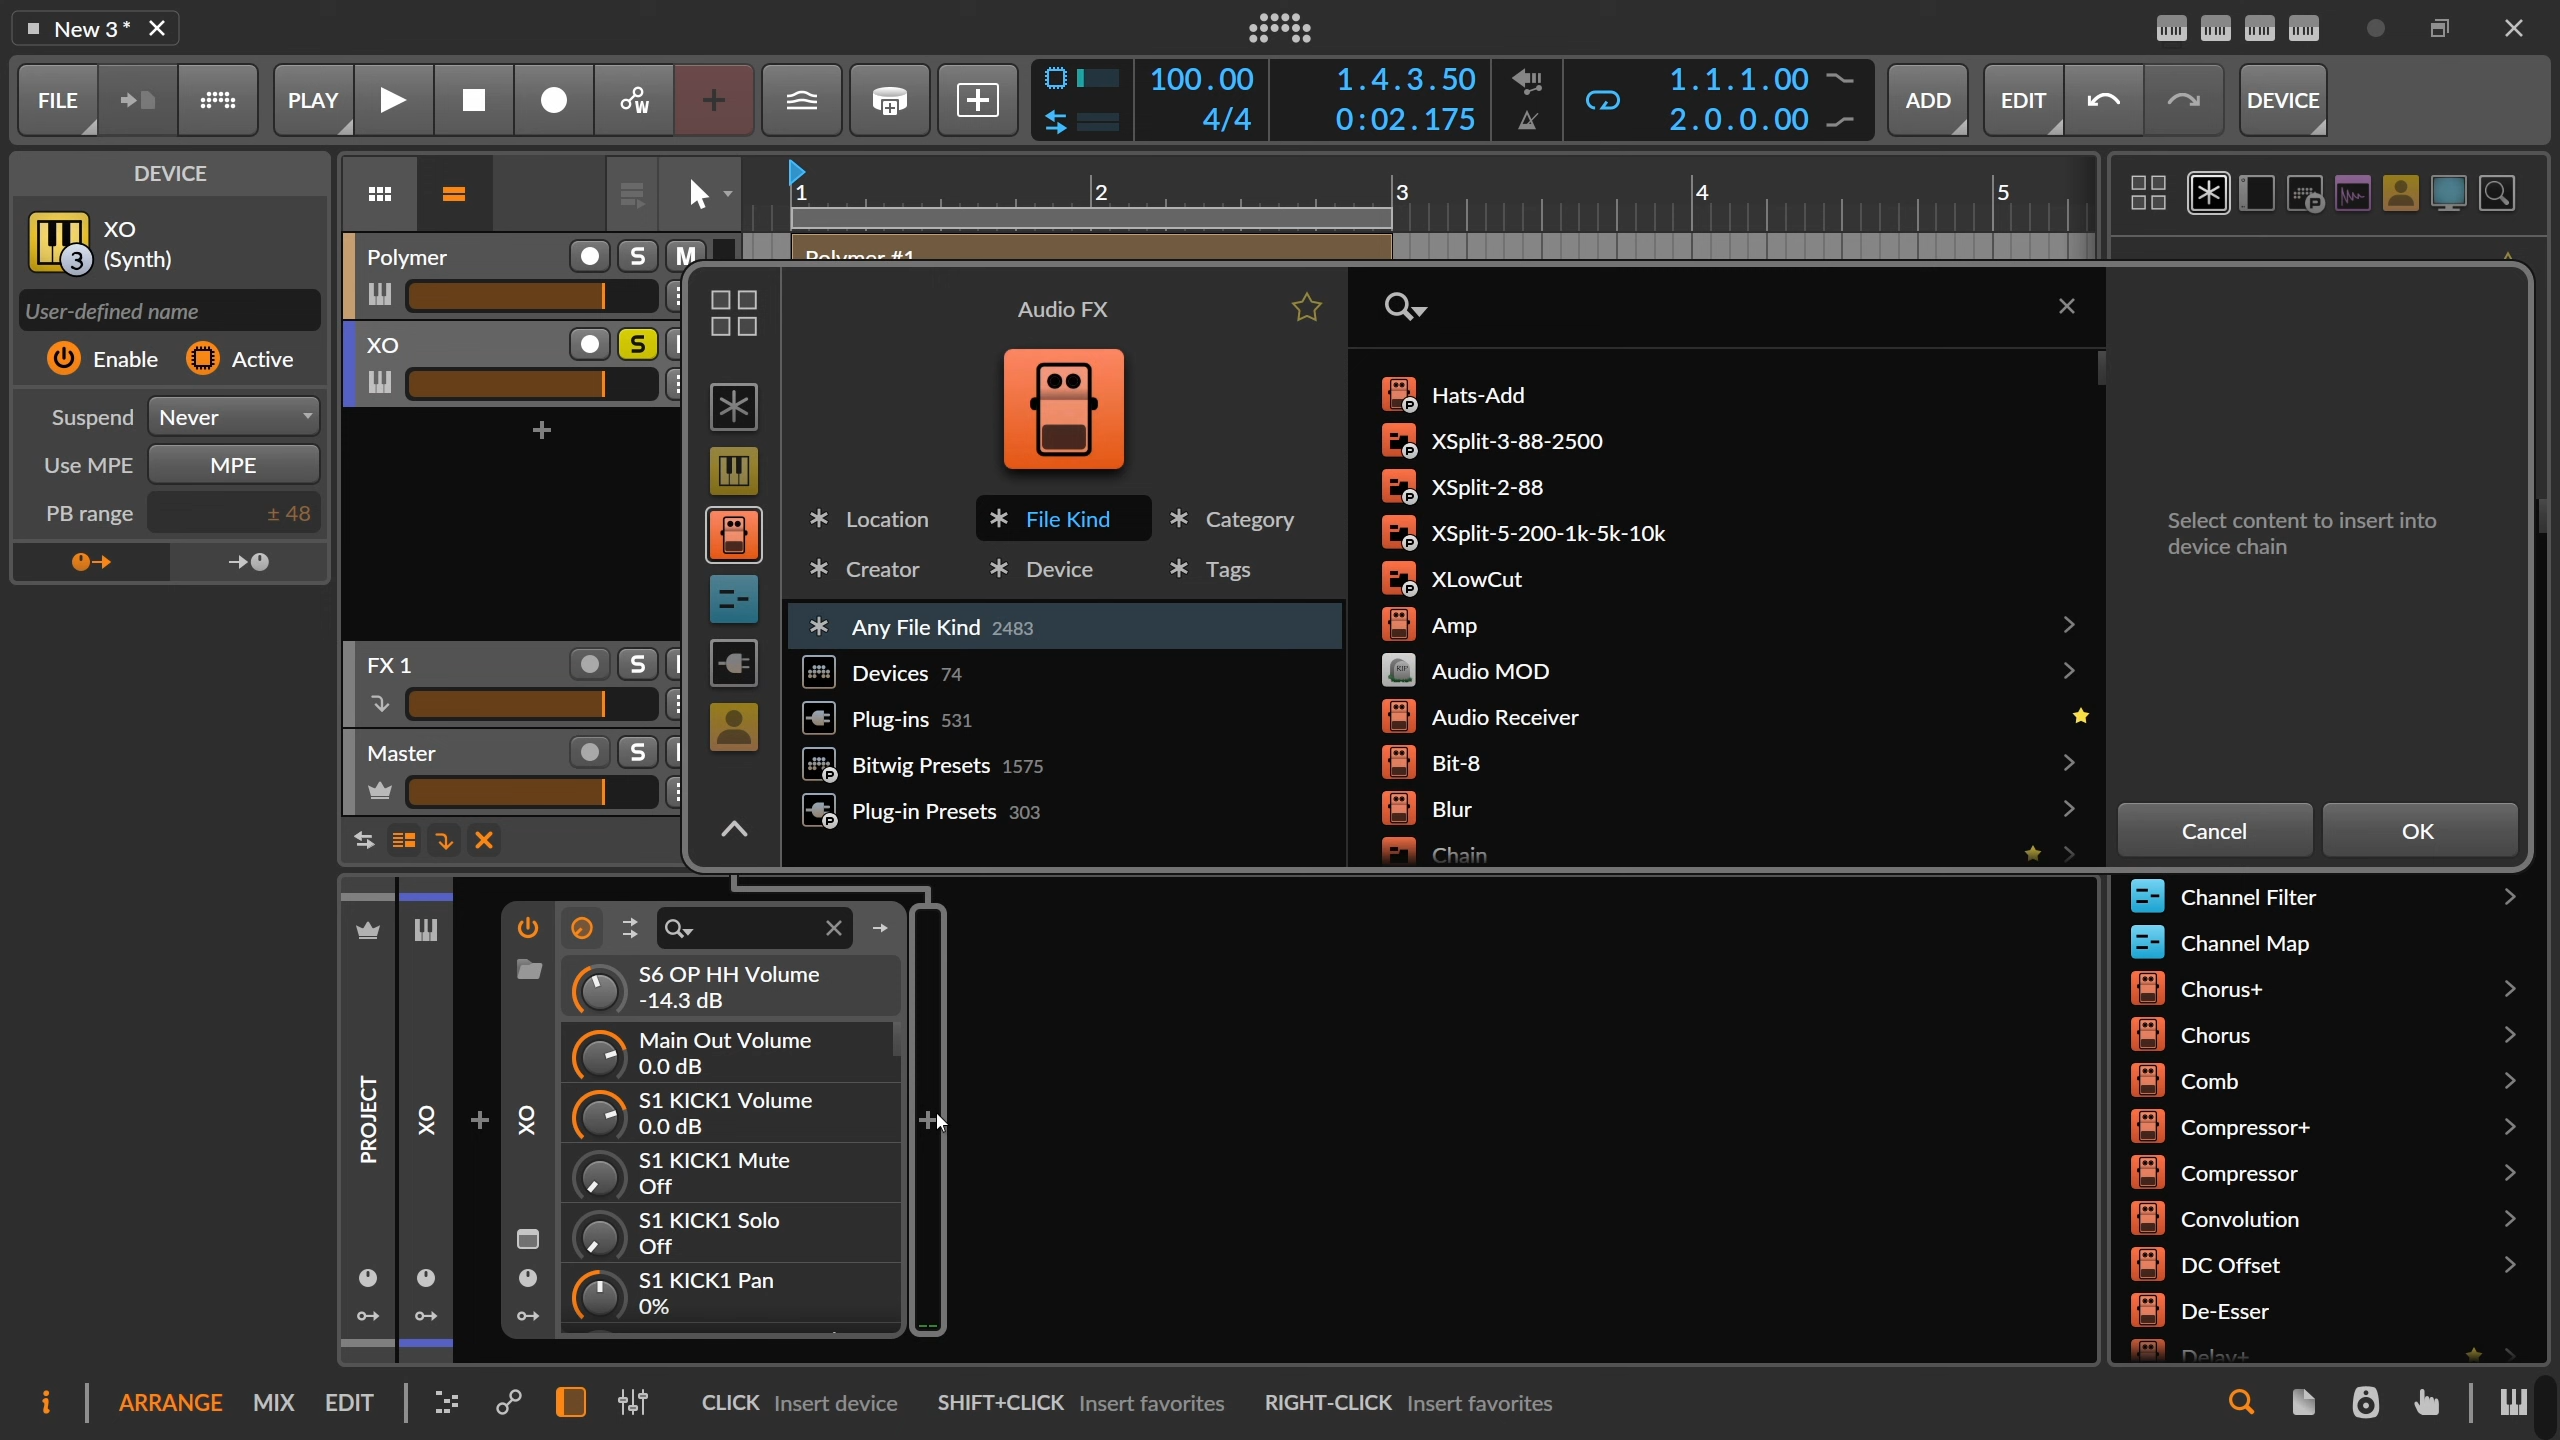 New 3*
FILE
PLAY
100.00
4/4
1.4.3.50
0:02.175
1.1.1.00
2.0.0.00
ADD
EDIT
DEVICE
DEVICE
XO
(Synth)
3
User-defined name
Enable
Active
Suspend Never
Use MPE MPE
PB range ± 48
1
2
3
4
5
Polymer
S
M
Polymer #1
XO
S
FX 1
S
Master
S
Audio FX
Location
File Kind
Category
Creator
Device
Tags
Any File Kind 2483
Devices 74
Plug-ins 531
Bitwig Presets 1575
Plug-in Presets 303
Hats-Add
XSplit-3-88-2500
XSplit-2-88
XSplit-5-200-1k-5k-10k
XLowCut
Amp
Audio MOD
Audio Receiver
Bit-8
Blur
Chain
Select content to insert into
device chain
Cancel
OK
PROJECT
XO
XO
S6 OP HH Volume
-14.3 dB
Main Out Volume
0.0 dB
S1 KICK1 Volume
0.0 dB
S1 KICK1 Mute
Off
S1 KICK1 Solo
Off
S1 KICK1 Pan
0%
Channel Filter
Channel Map
Chorus+
Chorus
Comb
Compressor+
Compressor
Convolution
DC Offset
De-Esser
Delay+
ARRANGE
MIX
EDIT
CLICK Insert device
SHIFT+CLICK Insert favorites
RIGHT-CLICK Insert favorites